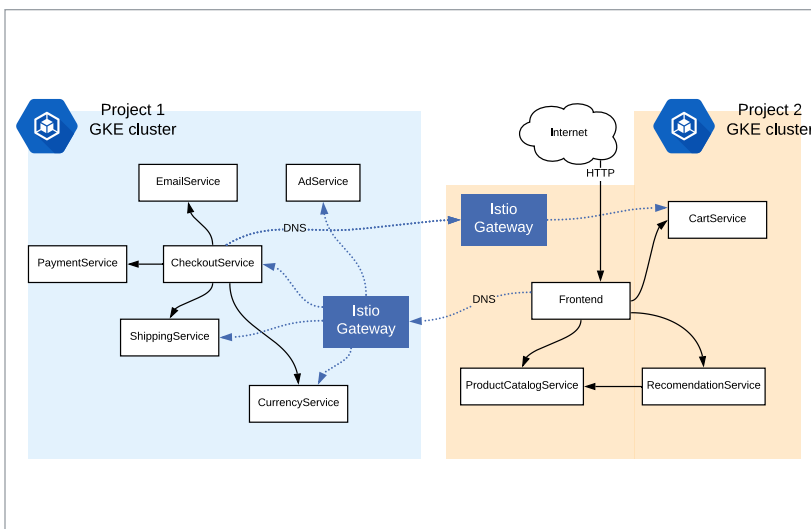 Project 1
GKE cluster
Project 2
GKE cluster
Internet
HTTP
EmailService
AdService
Istio
Gateway
CartService
DNS
PaymentService
CheckoutService
DNS
Frontend
Istio
Gateway
ShippingService
ProductCatalogService
RecomendationService
CurrencyService